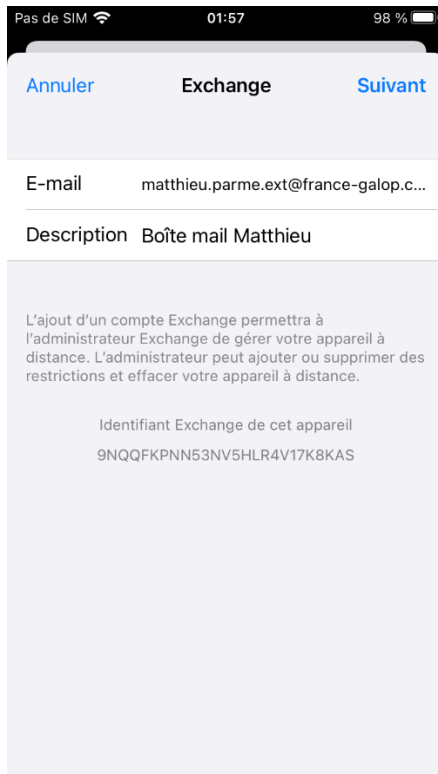 Pas de SIM 01:57 98 %
Annuler Exchange Suivant
E-mail matthieu.parme.ext@france-galop.c...
Description Boîte mail Matthieu
L'ajout d'un compte Exchange permettra à
l'administrateur Exchange de gérer votre appareil à
distance. L'administrateur peut ajouter ou supprimer des
restrictions et effacer votre appareil à distance.
Identifiant Exchange de cet appareil
9NQQFKPNN53NV5HLR4V17K8KAS